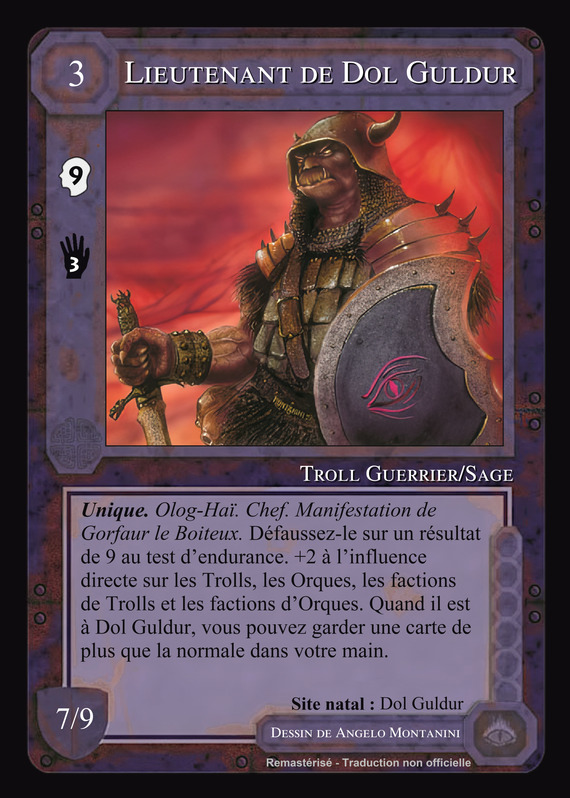 3
LIEUTENANT DE DOL GULDUR
9
3
TROLL GUERRIER/SAGE
Unique. Olog-Haï. Chef. Manifestation de
Gorfaur le Boiteux. Défaussez-le sur un résultat
de 9 au test d’endurance. +2 à l’influence
directe sur les Trolls, les Orques, les factions
de Trolls et les factions d’Orques. Quand il est
à Dol Guldur, vous pouvez garder une carte de
plus que la normale dans votre main.
Site natal : Dol Guldur
7/9
DESSIN DE ANGELO MONTANINI
Remastérisé - Traduction non officielle